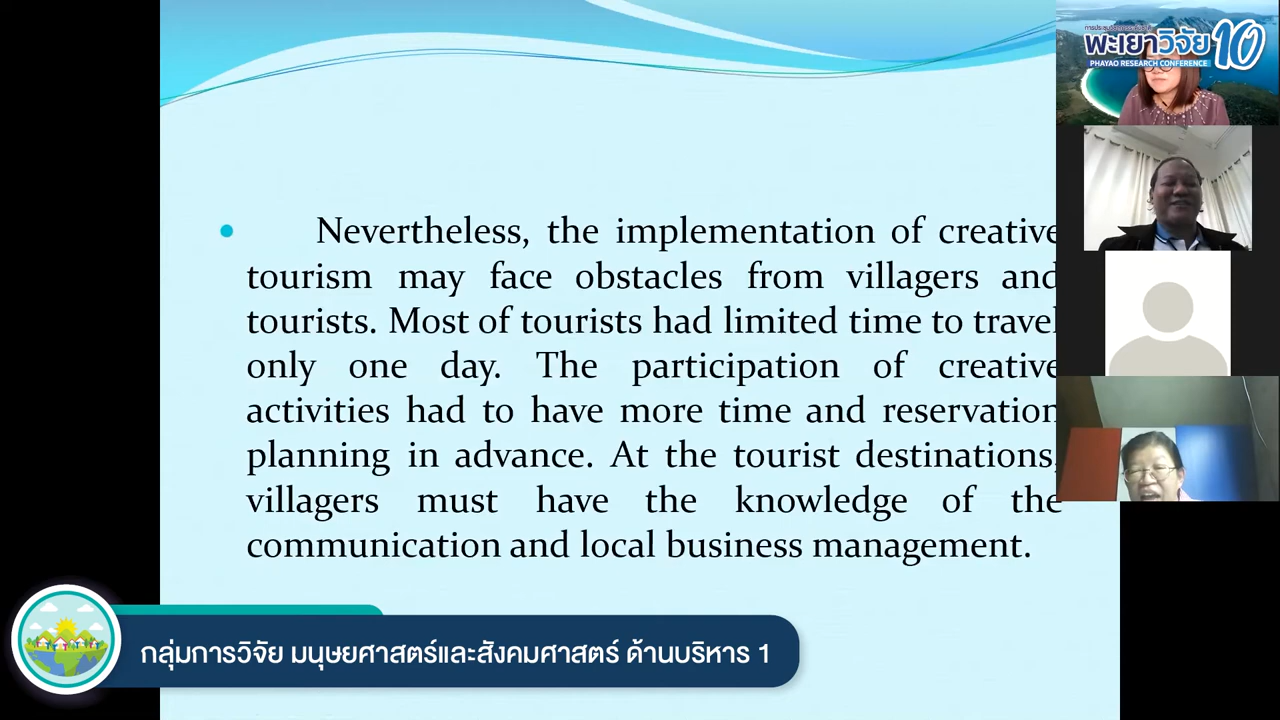 พะเยาวิจัย 10
PHAYAO RESEARCH CONFERENCE
Nevertheless, the implementation of creative
tourism may face obstacles from villagers and
tourists. Most of tourists had limited time to travel
only one day. The participation of creative
activities had to have more time and reservation
planning in advance. At the tourist destinations,
villagers must have the knowledge of the
communication and local business management.
กลุ่มการวิจัย มนุษยศาสตร์และสังคมศาสตร์ ด้านบริหาร 1